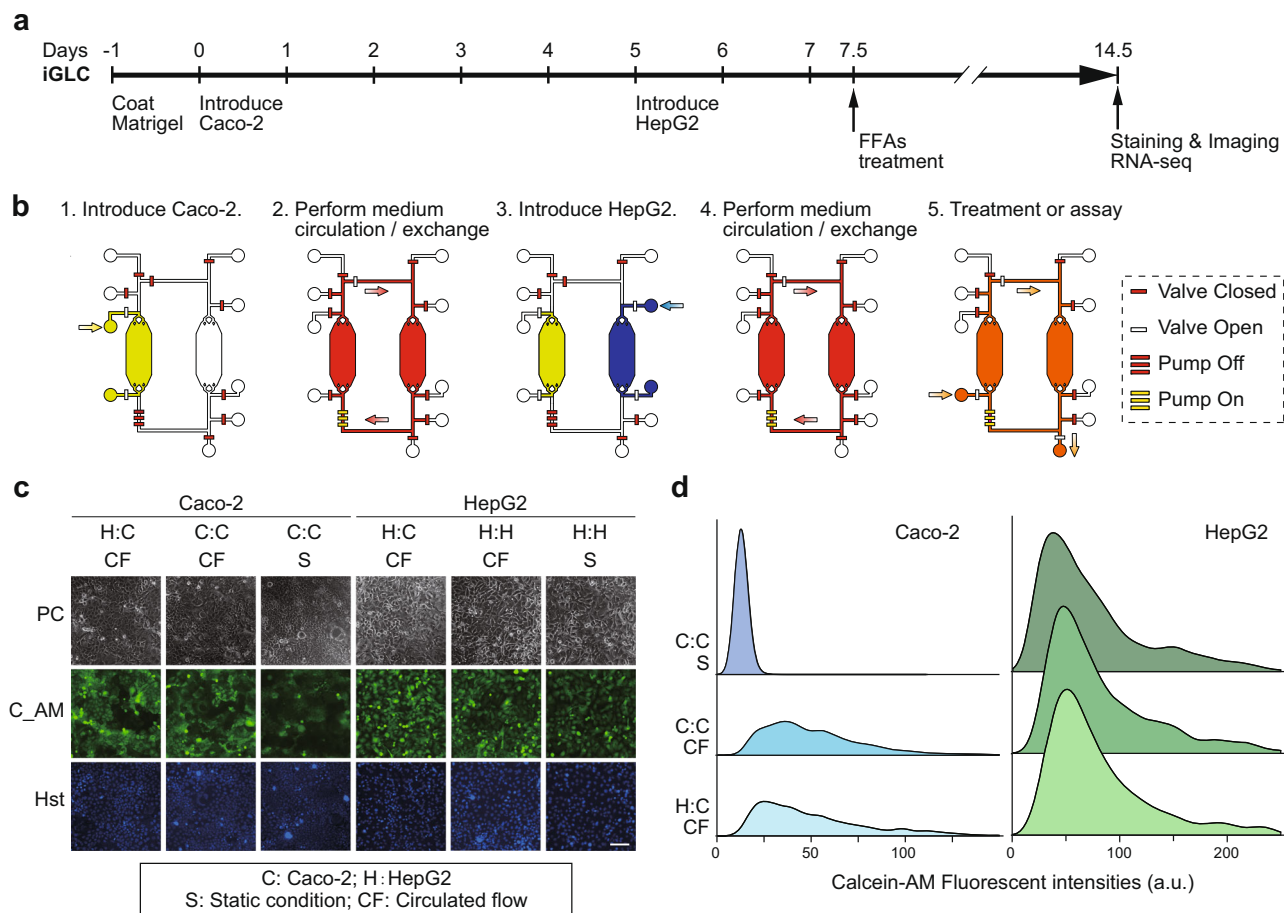 a
Days -1 0 1 2 3 4 5 6 7 7.5 14.5
iGLC
Coat Matrigel
Introduce Caco-2
Introduce HepG2
FFAs treatment
Staining & Imaging
RNA-seq
b
1. Introduce Caco-2.
2. Perform medium circulation / exchange
3. Introduce HepG2.
4. Perform medium circulation / exchange
5. Treatment or assay
Valve Closed
Valve Open
Pump Off
Pump On
c
Caco-2 HepG2
H:C C:C C:C H:C H:H H:H
CF CF S CF CF S
PC
C_AM
Hst
C: Caco-2; H:HepG2
S: Static condition; CF: Circulated flow
d
Caco-2 HepG2
C:C
S
C:C
CF
H:C
CF
0 50 100 0 100 200
Calcein-AM Fluorescent intensities (a.u.)